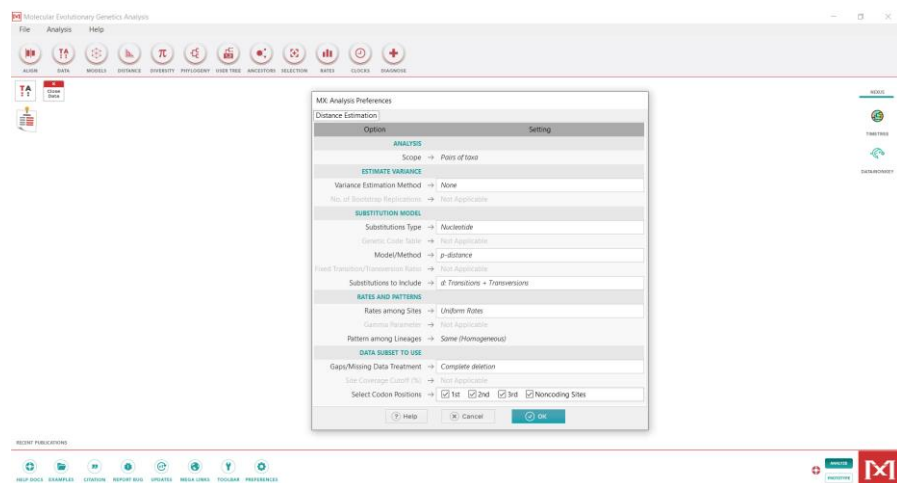 Molecular Evolutionary Genetics Analysis
File Analysis Help
ALIGN DATA MODELS DISTANCE DIVERSITY PHYLOGENY USER TREE ANCESTORS SELECTION RATES CLOCKS DIAGNOSE
TA
Close Data
MX: Analysis Preferences
Distance Estimation
Option Setting
ANALYSIS
Scope → Pairs of taxa
ESTIMATE VARIANCE
Variance Estimation Method → None
No. of Bootstrap Replications → Not Applicable
SUBSTITUTION MODEL
Substitutions Type → Nucleotide
Genetic Code Table → Not Applicable
Model/Method → p-distance
Fixed Transition/Transversion Ratio → Not Applicable
Substitutions to Include → d: Transitions + Transversions
RATES AND PATTERNS
Rates among Sites → Uniform Rates
Gamma Parameter → Not Applicable
Pattern among Lineages → Same (Homogeneous)
DATA SUBSET TO USE
Gaps/Missing Data Treatment → Complete deletion
Site Coverage Cutoff (%) → Not Applicable
Select Codon Positions → 1st 2nd 3rd Noncoding Sites
? Help Cancel OK
NEXUS
TIMETREE
DATAMONKEY
RECENT PUBLICATIONS
HELP DOCS EXAMPLES CITATION REPORT BUG UPDATES MEGA LINKS TOOLBAR PREFERENCES
ANALYZE
PROTOTYPE